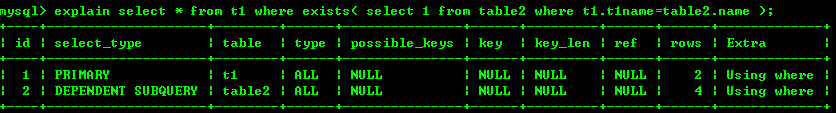 mysql> explain select * from t1 where exists( select 1 from table2 where t1.t1name=table2.name );
+----+--------------------+--------+------+---------------+------+---------+------+------+-------------+
| id | select_type        | table  | type | possible_keys | key  | key_len | ref  | rows | Extra       |
+----+--------------------+--------+------+---------------+------+---------+------+------+-------------+
|  1 | PRIMARY            | t1     | ALL  | NULL          | NULL | NULL    | NULL |    2 | Using where |
|  2 | DEPENDENT SUBQUERY | table2 | ALL  | NULL          | NULL | NULL    | NULL |    4 | Using where |
+----+--------------------+--------+------+---------------+------+---------+------+------+-------------+